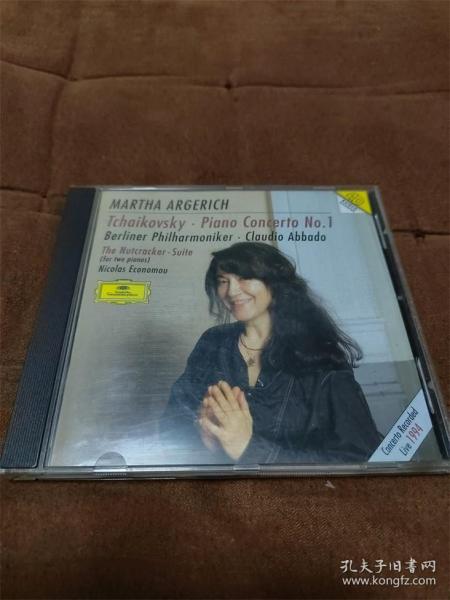 MARTHA ARGERICH
Tchaikovsky · Piano Concerto No. 1
Berliner Philharmoniker · Claudio Abbado
The Nutcracker · Suite
(for two pianos)
Nicolas Economou
Concerto Recorded
Live 1994
孔夫子旧书网
www.kongfz.com